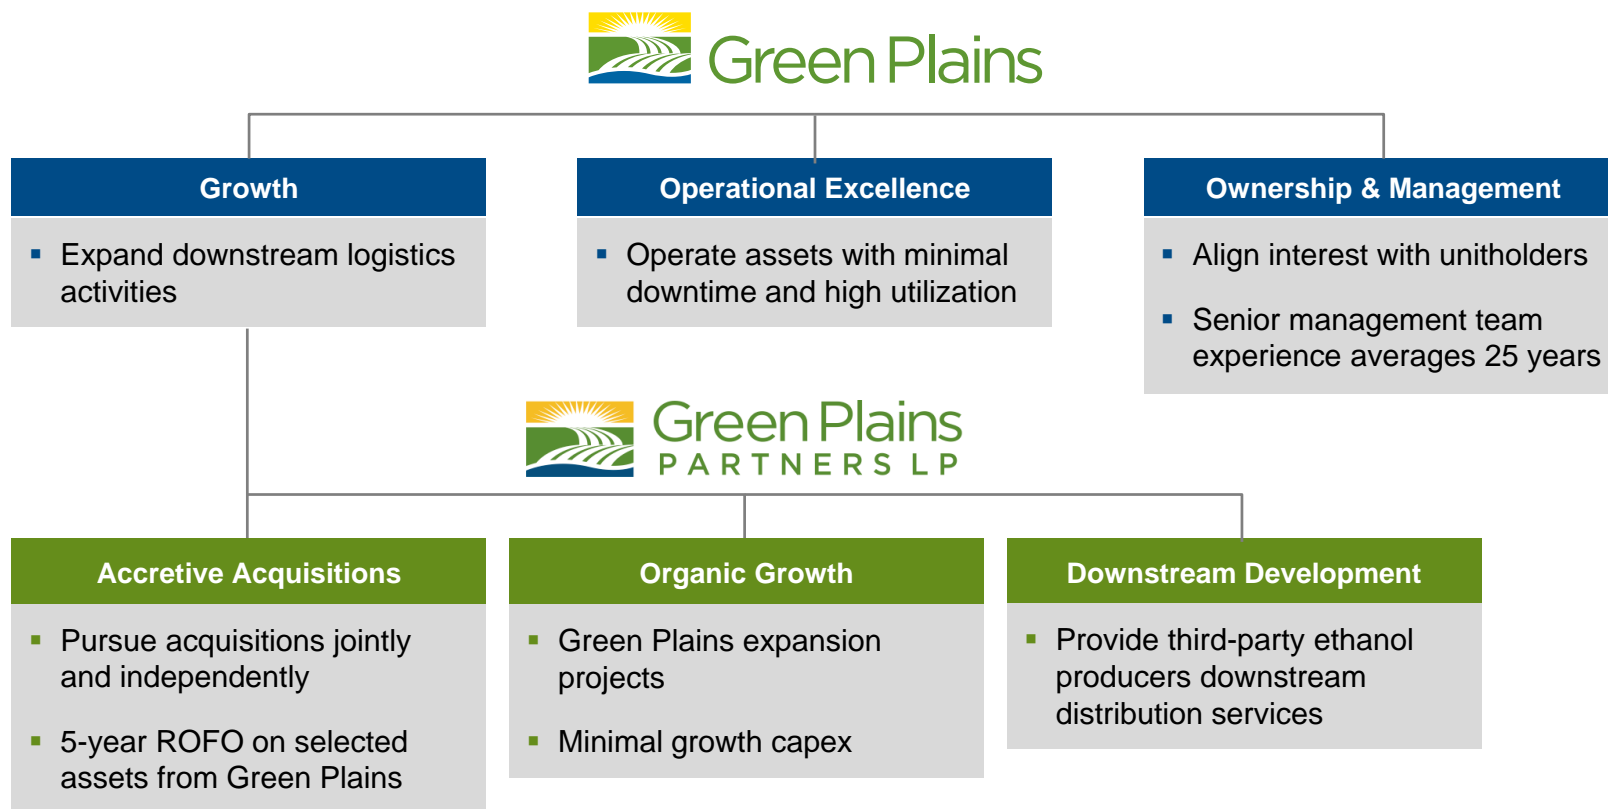 Green Plains
Growth
Operational Excellence
Ownership & Management
▪ Expand downstream logistics
activities
▪ Operate assets with minimal
downtime and high utilization
▪ Align interest with unitholders
▪ Senior management team
experience averages 25 years
Green Plains
PARTNERS LP
Accretive Acquisitions
Organic Growth
Downstream Development
▪ Pursue acquisitions jointly
and independently
▪ 5-year ROFO on selected
assets from Green Plains
▪ Green Plains expansion
projects
▪ Minimal growth capex
▪ Provide third-party ethanol
producers downstream
distribution services